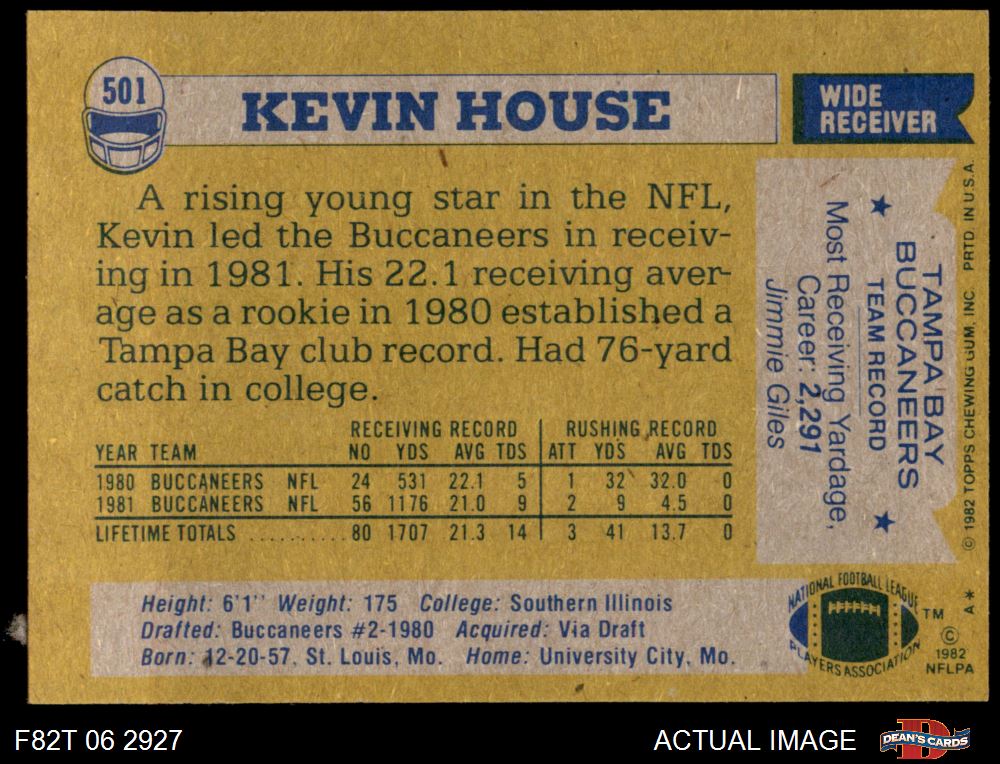 501
KEVIN HOUSE
WIDE
RECEIVER
A rising young star in the NFL,
Kevin led the Buccaneers in receiv-
ing in 1981. His 22.1 receiving aver-
age as a rookie in 1980 established a
Tampa Bay club record. Had 76-yard
catch in college.
RECEIVING RECORD RUSHING RECORD
YEAR TEAM NO YDS AVG TDS ATT YDS AVG TDS
1980 BUCCANEERS NFL 24 531 22.1 5 1 32 32.0 0
1981 BUCCANEERS NFL 56 1176 21.0 9 2 9 4.5 0
LIFETIME TOTALS .......... 80 1707 21.3 14 3 41 13.7 0
TAMPA BAY
BUCCANEERS
★ TEAM RECORD ★
Most Receiving Yardage,
Career: 2,291
Jimmie Giles
© 1982 TOPPS CHEWING GUM, INC. PRTD. IN U.S.A.
Height: 6'1" Weight: 175 College: Southern Illinois
Drafted: Buccaneers #2-1980 Acquired: Via Draft
Born: 12-20-57, St. Louis, Mo. Home: University City, Mo.
NATIONAL FOOTBALL LEAGUE
PLAYERS ASSOCIATION
TM
©
1982
NFLPA
A*
F82T 06 2927
ACTUAL IMAGE
D
DEAN'S CARDS